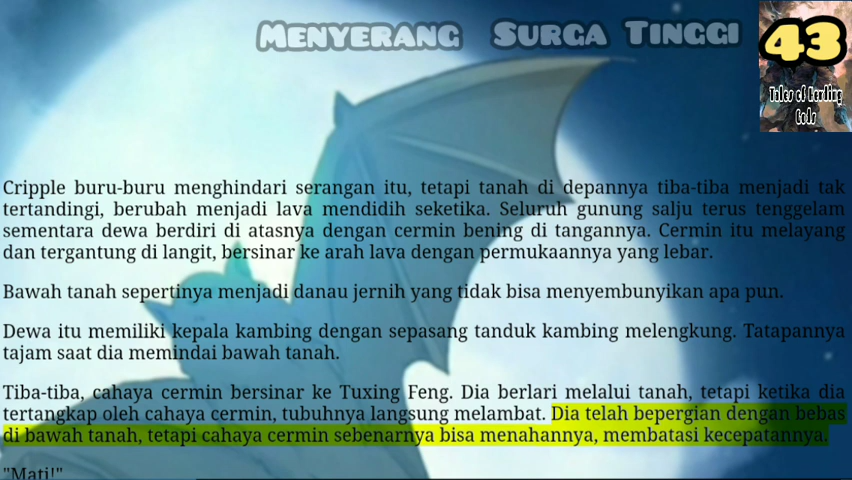 MENYERANG SURGA TINGGI
43
Tales of Herding
Gods
Cripple buru-buru menghindari serangan itu, tetapi tanah di depannya tiba-tiba menjadi tak
tertandingi, berubah menjadi lava mendidih seketika. Seluruh gunung salju terus tenggelam
sementara dewa berdiri di atasnya dengan cermin bening di tangannya. Cermin itu melayang
dan tergantung di langit, bersinar ke arah lava dengan permukaannya yang lebar.
Bawah tanah sepertinya menjadi danau jernih yang tidak bisa menyembunyikan apa pun.
Dewa itu memiliki kepala kambing dengan sepasang tanduk kambing melengkung. Tatapannya
tajam saat dia memindai bawah tanah.
Tiba-tiba, cahaya cermin bersinar ke Tuxing Feng. Dia berlari melalui tanah, tetapi ketika dia
tertangkap oleh cahaya cermin, tubuhnya langsung melambat. Dia telah bepergian dengan bebas
di bawah tanah, tetapi cahaya cermin sebenarnya bisa menahannya, membatasi kecepatannya.
"Mati!"